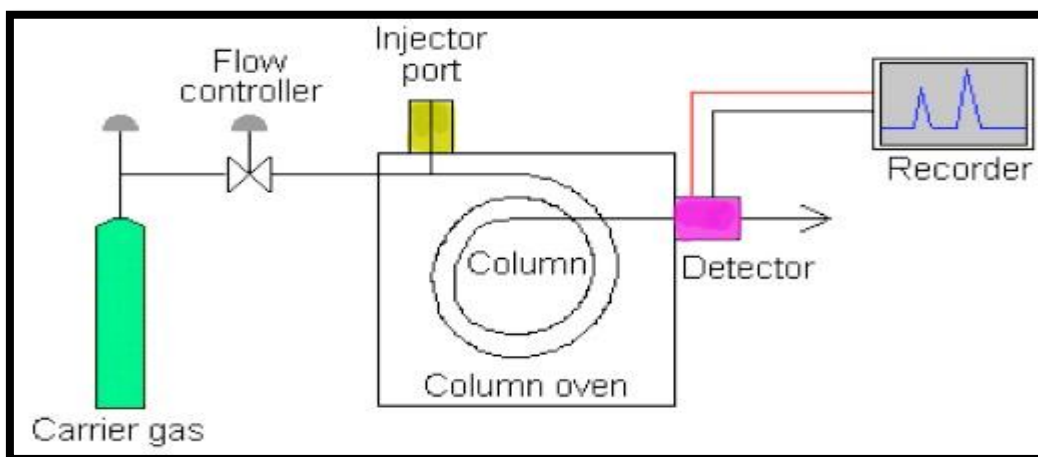 Injector
port
Flow
controller
Recorder
Column
Detector
Column oven
Carrier gas